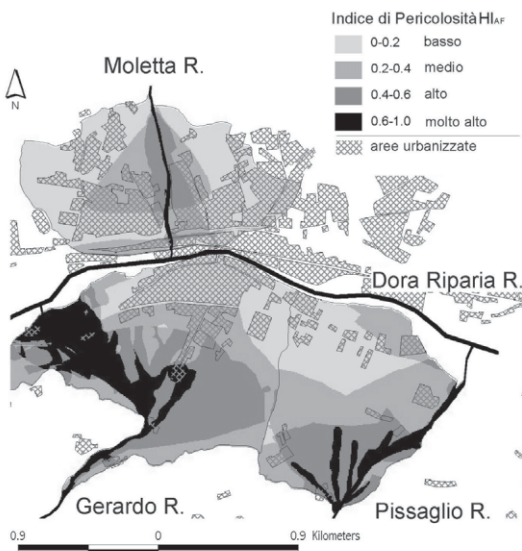 Indice di Pericolosità HIAF
0-0.2 basso
0.2-0.4 medio
0.4-0.6 alto
0.6-1.0 molto alto
aree urbanizzate
Moletta R.
N
Dora Riparia R.
Gerardo R.
Pissaglio R.
0.9 0 0.9 Kilometers